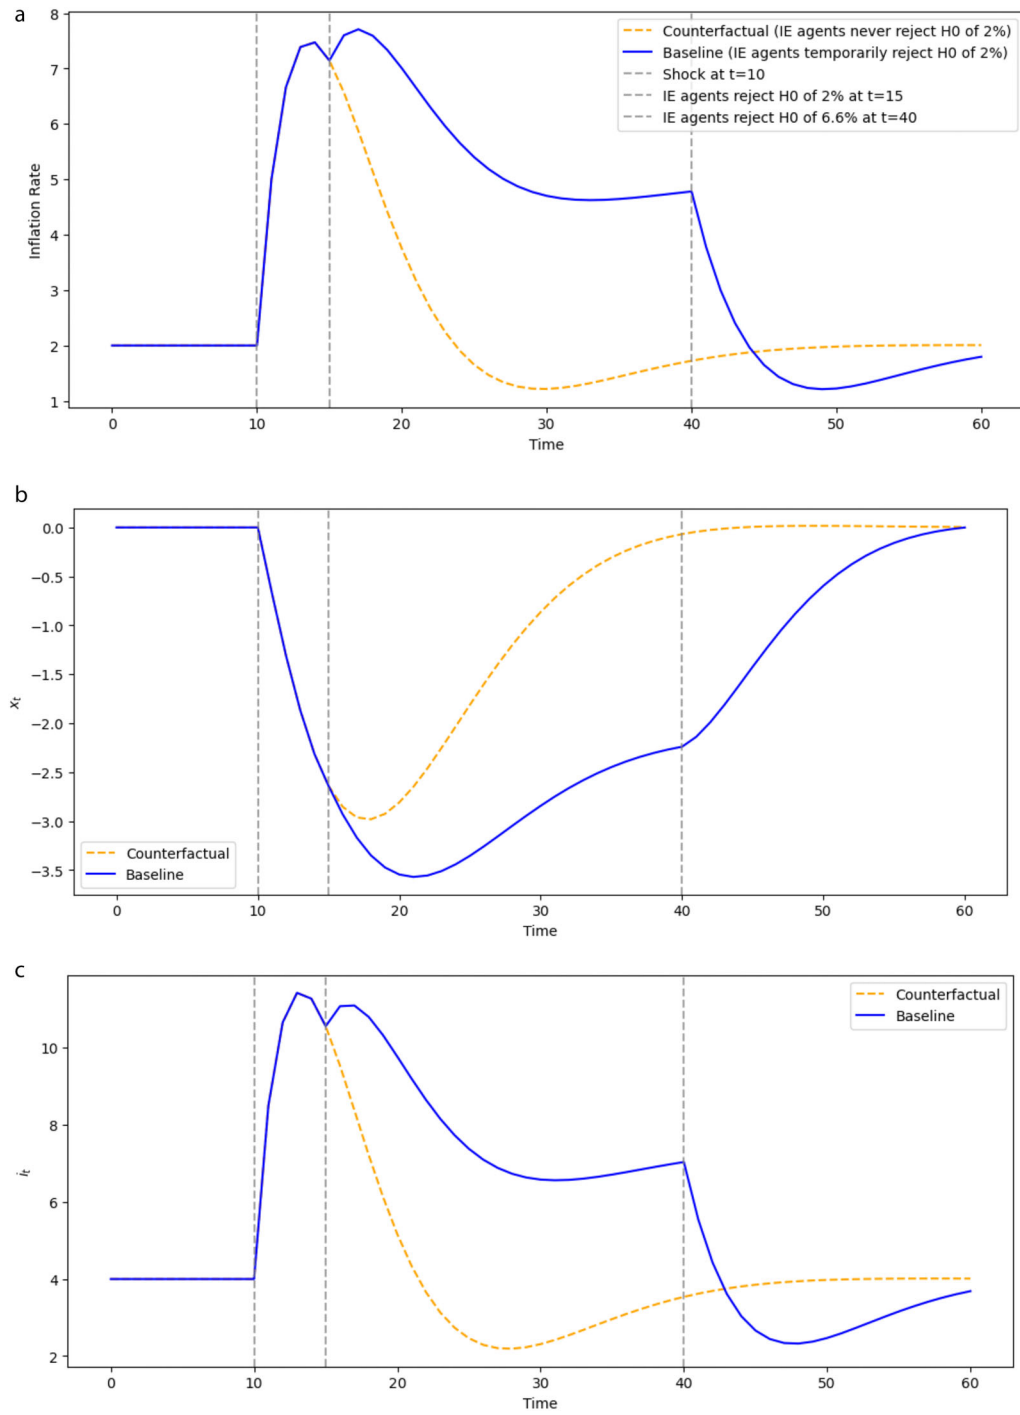 a
8
7
6
5
4
3
2
1
Inflation Rate
Counterfactual (IE agents never reject H0 of 2%)
Baseline (IE agents temporarily reject H0 of 2%)
Shock at t=10
IE agents reject H0 of 2% at t=15
IE agents reject H0 of 6.6% at t=40
0 10 20 30 40 50 60
Time
b
0.0
−0.5
−1.0
−1.5
−2.0
−2.5
−3.0
−3.5
xt
Counterfactual
Baseline
0 10 20 30 40 50 60
Time
c
10
8
6
4
2
it
Counterfactual
Baseline
0 10 20 30 40 50 60
Time